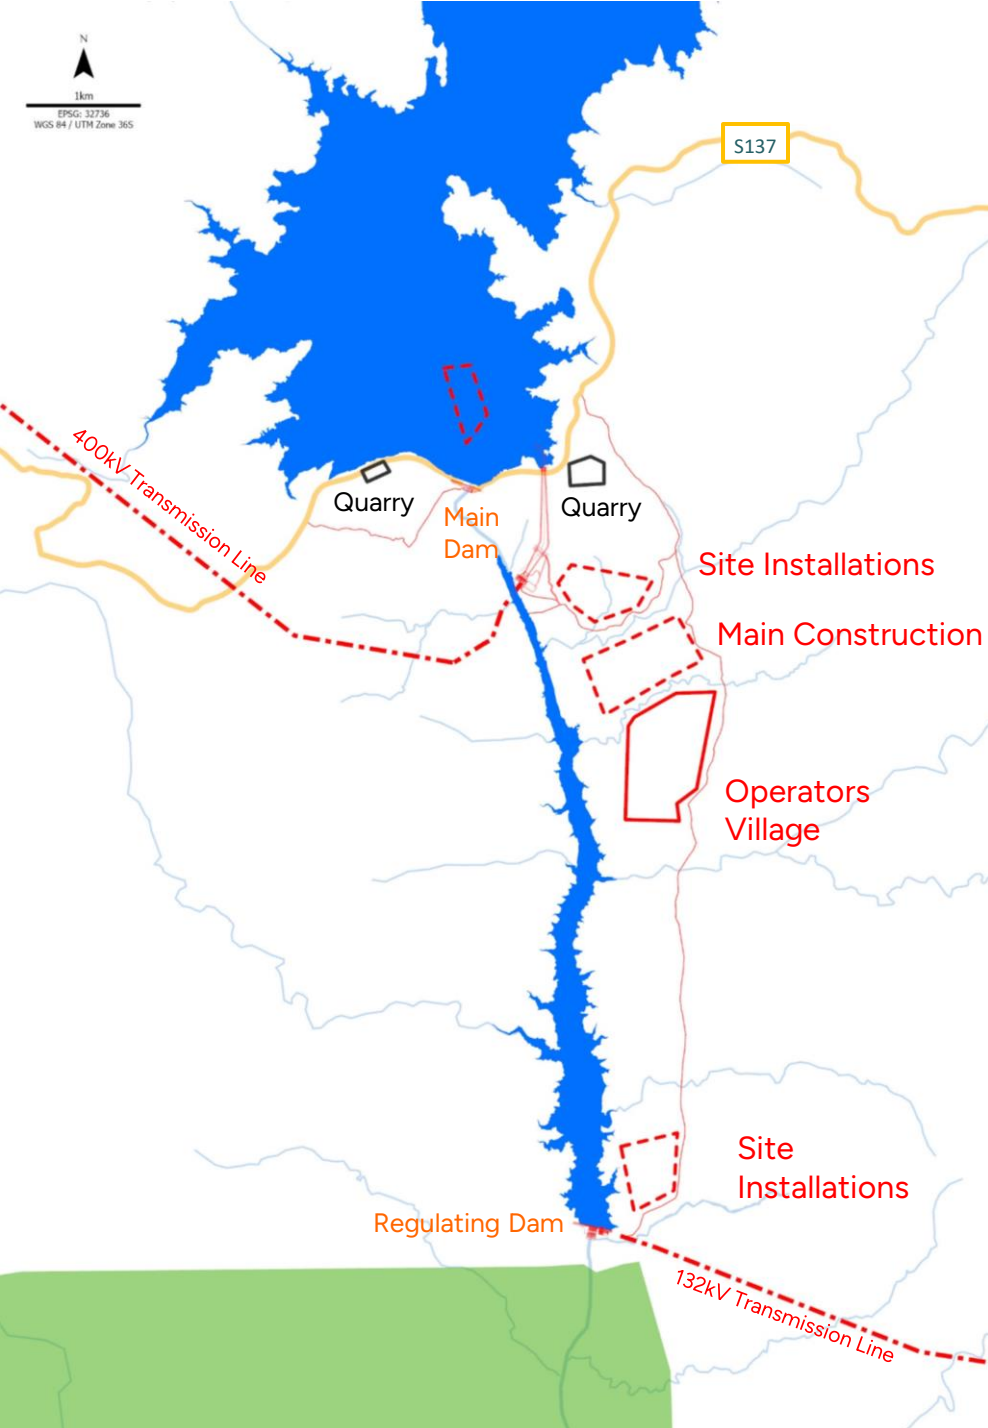 N
1km
EPSG: 32736
WGS 84 / UTM Zone 36S
S137
400kV Transmission Line
Quarry
Main
Dam
Quarry
Site Installations
Main Construction
Operators
Village
Site
Installations
Regulating Dam
132kV Transmission Line